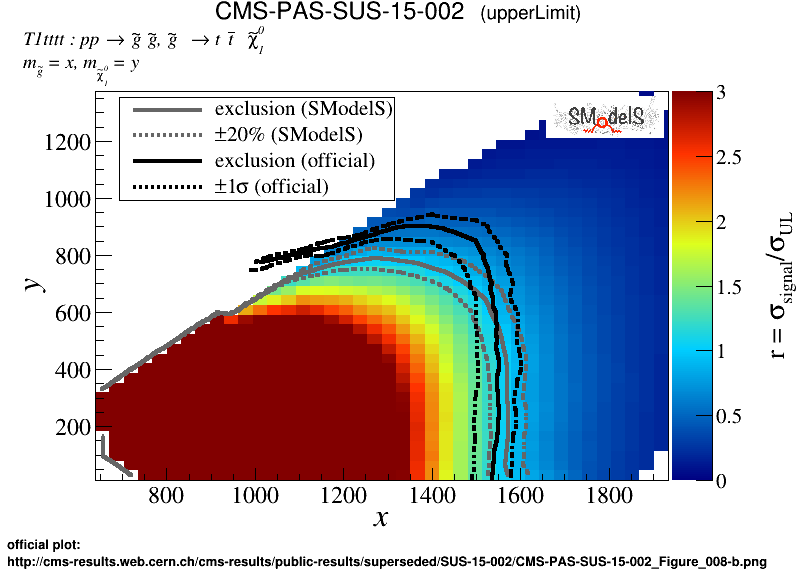 CMS-PAS-SUS-15-002 (upperLimit)
T1tttt : pp → g̃ g̃, g̃ → t t̄ χ̃⁰₁
m_g̃ = x, m_χ̃⁰₁ = y
exclusion (SModelS)
±20% (SModelS)
exclusion (official)
±1σ (official)
SModelS
1200
1000
800
600
400
200
y
800 1000 1200 1400 1600 1800
x
3
2.5
2
1.5
1
0.5
0
r = σ_signal/σ_UL
official plot:
http://cms-results.web.cern.ch/cms-results/public-results/superseded/SUS-15-002/CMS-PAS-SUS-15-002_Figure_008-b.png